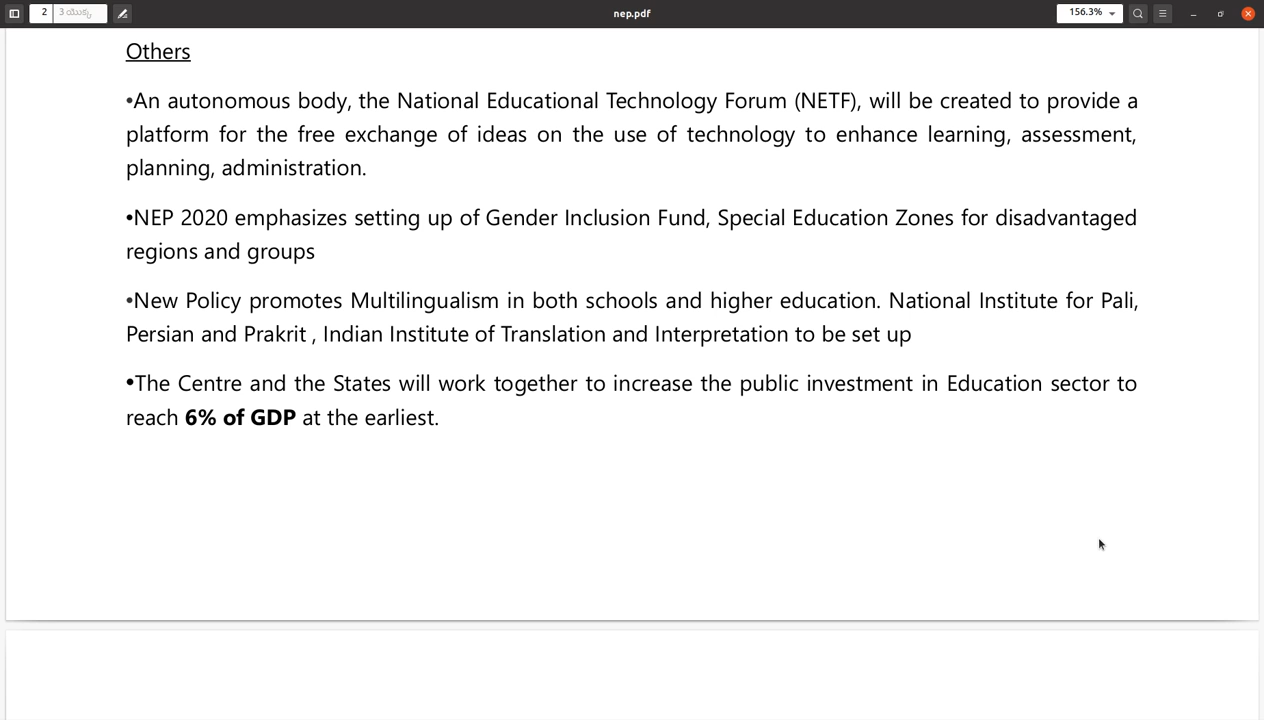 2 3 యొక్క
nep.pdf
156.3%
Others
•An autonomous body, the National Educational Technology Forum (NETF), will be created to provide a
platform for the free exchange of ideas on the use of technology to enhance learning, assessment,
planning, administration.
•NEP 2020 emphasizes setting up of Gender Inclusion Fund, Special Education Zones for disadvantaged
regions and groups
•New Policy promotes Multilingualism in both schools and higher education. National Institute for Pali,
Persian and Prakrit , Indian Institute of Translation and Interpretation to be set up
•The Centre and the States will work together to increase the public investment in Education sector to
reach 6% of GDP at the earliest.